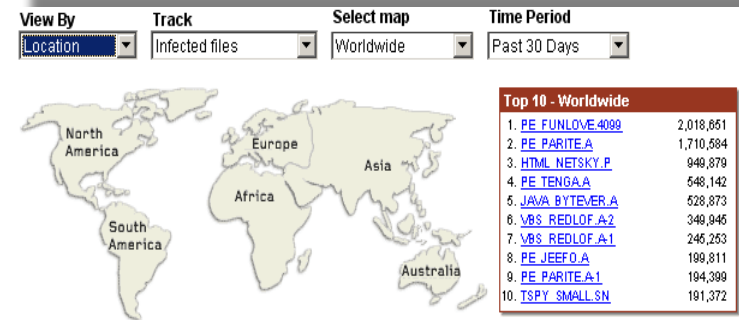 View By Track Select map Time Period
Location Infected files Worldwide Past 30 Days
North America
Europe
Asia
Africa
South America
Australia
Top 10 - Worldwide
1. PE_FUNLOVE.4099 2,018,651
2. PE_PARITE.A 1,710,584
3. HTML_NETSKY.P 949,879
4. PE_TENGA.A 548,142
5. JAVA_BYTEVER.A 528,873
6. VBS_REDLOF.A-2 349,945
7. VBS_REDLOF.A-1 245,253
8. PE_JEEFO.A 199,811
9. PE_PARITE.A-1 194,399
10. TSPY_SMALL.SN 191,372